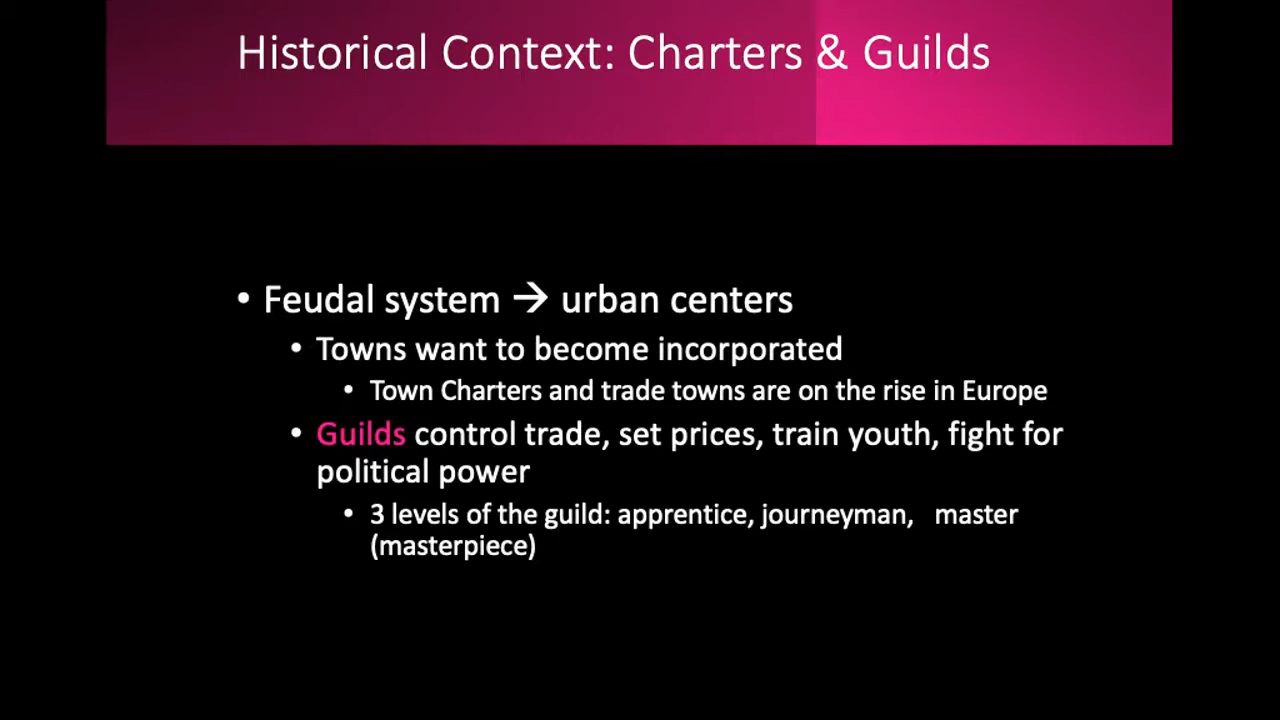 Historical Context: Charters & Guilds
• Feudal system → urban centers
• Towns want to become incorporated
• Town Charters and trade towns are on the rise in Europe
• Guilds control trade, set prices, train youth, fight for
political power
• 3 levels of the guild: apprentice, journeyman, master
(masterpiece)